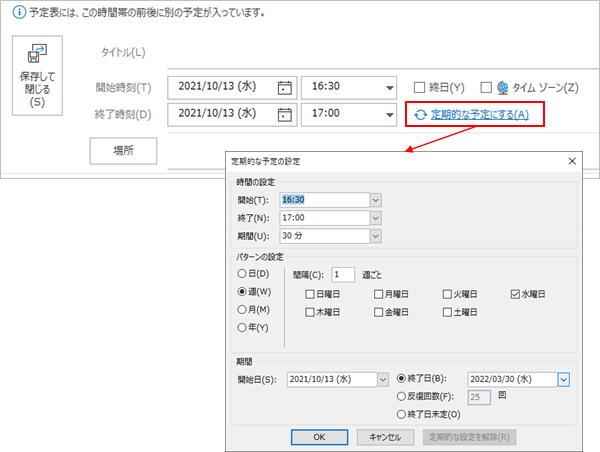 予定表には、この時間帯の前後に別の予定が入っています。
保存して
閉じる
(S)
タイトル(L)
開始時刻(T) 2021/10/13 (水) 16:30 終日(Y) タイム ゾーン(Z)
終了時刻(D) 2021/10/13 (水) 17:00 定期的な予定にする(A)
場所
定期的な予定の設定
時間の設定
開始(T): 16:30
終了(N): 17:00
期間(U): 30 分
パターンの設定
日(D) 間隔(C): 1 週ごと
週(W) 日曜日 月曜日 火曜日 水曜日
月(M) 木曜日 金曜日 土曜日
年(Y)
期間
開始日(S): 2021/10/13 (水) 終了日(B): 2022/03/30 (水)
反復回数(F): 25 回
終了日未定(O)
OK キャンセル 定期的な設定を解除(R)